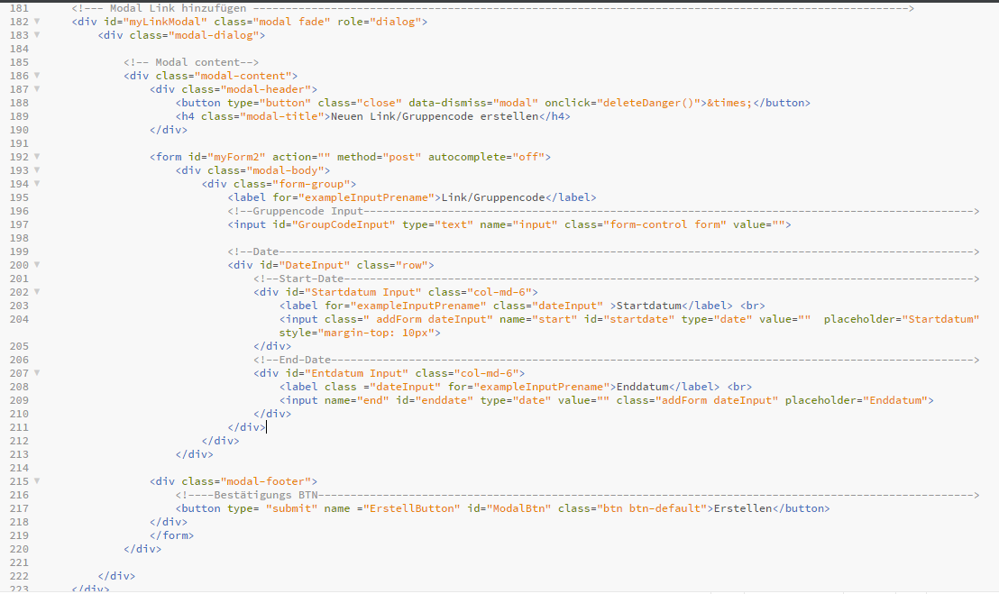 181 <!--- Modal Link hinzufügen ------------------------------------------------------------------------------------------------------>
182 <div id="myLinkModal" class="modal fade" role="dialog">
183 <div class="modal-dialog">
184
185 <!-- Modal content-->
186 <div class="modal-content">
187 <div class="modal-header">
188 <button type="button" class="close" data-dismiss="modal" onclick="deleteDanger()">&times;</button>
189 <h4 class="modal-title">Neuen Link/Gruppencode erstellen</h4>
190 </div>
191
192 <form id="myForm2" action="" method="post" autocomplete="off">
193 <div class="modal-body">
194 <div class="form-group">
195 <label for="exampleInputPrename">Link/Gruppencode</label>
196 <!--Gruppencode Input----------------------------------------------------------------------------------------------->
197 <input id="GroupCodeInput" type="text" name="input" class="form-control form" value="">
198
199 <!--Date------------------------------------------------------------------------------------------------------------>
200 <div id="DateInput" class="row">
201 <!--Start-Date-------------------------------------------------------------------------------------------------->
202 <div id="Startdatum Input" class="col-md-6">
203 <label for="exampleInputPrename" class="dateInput" >Startdatum</label> <br>
204 <input class=" addForm dateInput" name="start" id="startdate" type="date" value=""  placeholder="Startdatum"
style="margin-top: 10px">
205 </div>
206 <!--End-Date---------------------------------------------------------------------------------------------------->
207 <div id="Entdatum Input" class="col-md-6">
208 <label class ="dateInput" for="exampleInputPrename">Enddatum</label> <br>
209 <input name="end" id="enddate" type="date" value="" class="addForm dateInput" placeholder="Enddatum">
210 </div>
211 </div>
212 </div>
213 </div>
214
215 <div class="modal-footer">
216 <!----Bestätigungs BTN------------------------------------------------------------------------------------------------------>
217 <button type= "submit" name ="ErstellButton" id="ModalBtn" class="btn btn-default">Erstellen</button>
218 </div>
219 </form>
220 </div>
221
222 </div>
223 </div>